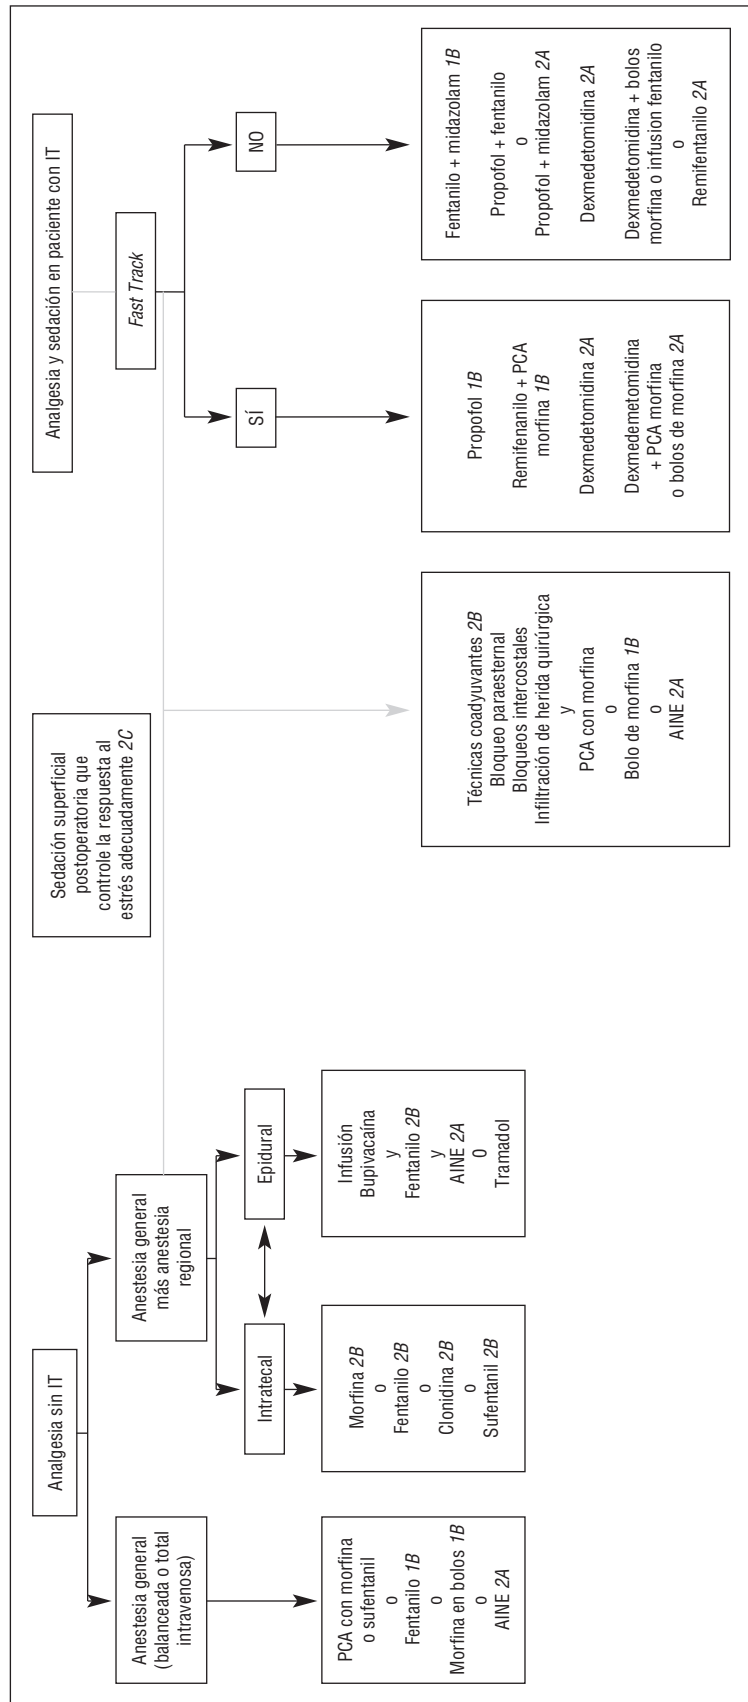 Analgesia sin IT
Anestesia general
(balanceada o total
intravenosa)
PCA con morfina
o sufentanil
o
Fentanilo 1B
o
Morfina en bolos 1B
o
AINE 2A
Anestesia general
más anestesia
regional
Intratecal
Epidural
Morfina 2B
o
Fentanilo 2B
o
Clonidina 2B
o
Sufentanil 2B
Infusión
Bupivacaína
y
Fentanilo 2B
y
AINE 2A
O
Tramadol
Sedación superficial
postoperatoria que
controle la respuesta al
estrés adecuadamente 2C
Técnicas coadyuvantes 2B
Bloqueo paraesternal
Bloqueos intercostales
Infiltración de herida quirúrgica
y
PCA con morfina
o
Bolo de morfina 1B
o
AINE 2A
Analgesia y sedación en paciente con IT
Fast Track
SÍ
NO
Propofol 1B
Remifenanilo + PCA
morfina 1B
Dexmedetomidina 2A
Dexmedemetomidina
+ PCA morfina
o bolos de morfina 2A
Fentanilo + midazolam 1B
Propofol + fentanilo
o
Propofol + midazolam 2A
Dexmedetomidina 2A
Dexmedetomidina + bolos
morfina o infusion fentanilo
o
Remifentanilo 2A